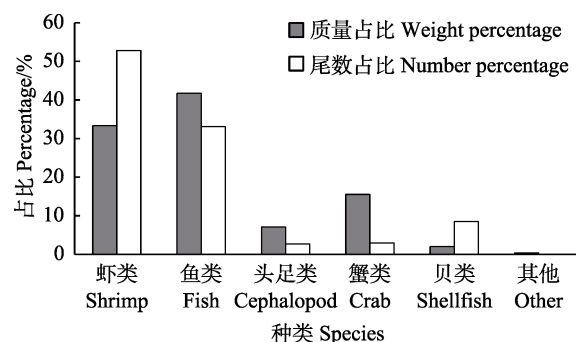 60
50
40
30
20
10
0
占比 Percentage/%
质量占比 Weight percentage
尾数占比 Number percentage
虾类 鱼类 头足类 蟹类 贝类 其他
Shrimp Fish Cephalopod Crab Shellfish Other
种类 Species